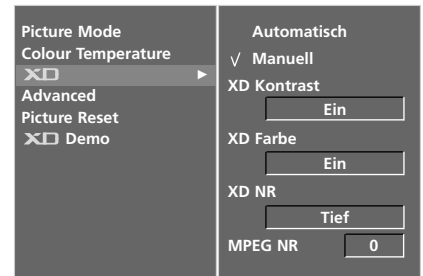 Picture Mode
Colour Temperature
XD
Advanced
Picture Reset
XD Demo
Automatisch
√ Manuell
XD Kontrast
Ein
XD Farbe
Ein
XD NR
Tief
MPEG NR 0